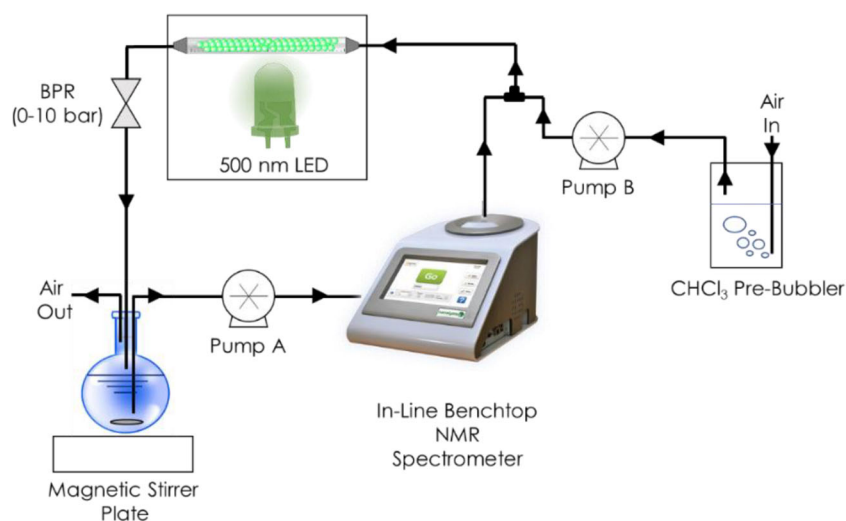 BPR
(0-10 bar)
500 nm LED
Air
In
Pump B
CHCl₃ Pre-Bubbler
Air
Out
Pump A
Go
In-Line Benchtop
NMR
Spectrometer
Magnetic Stirrer
Plate